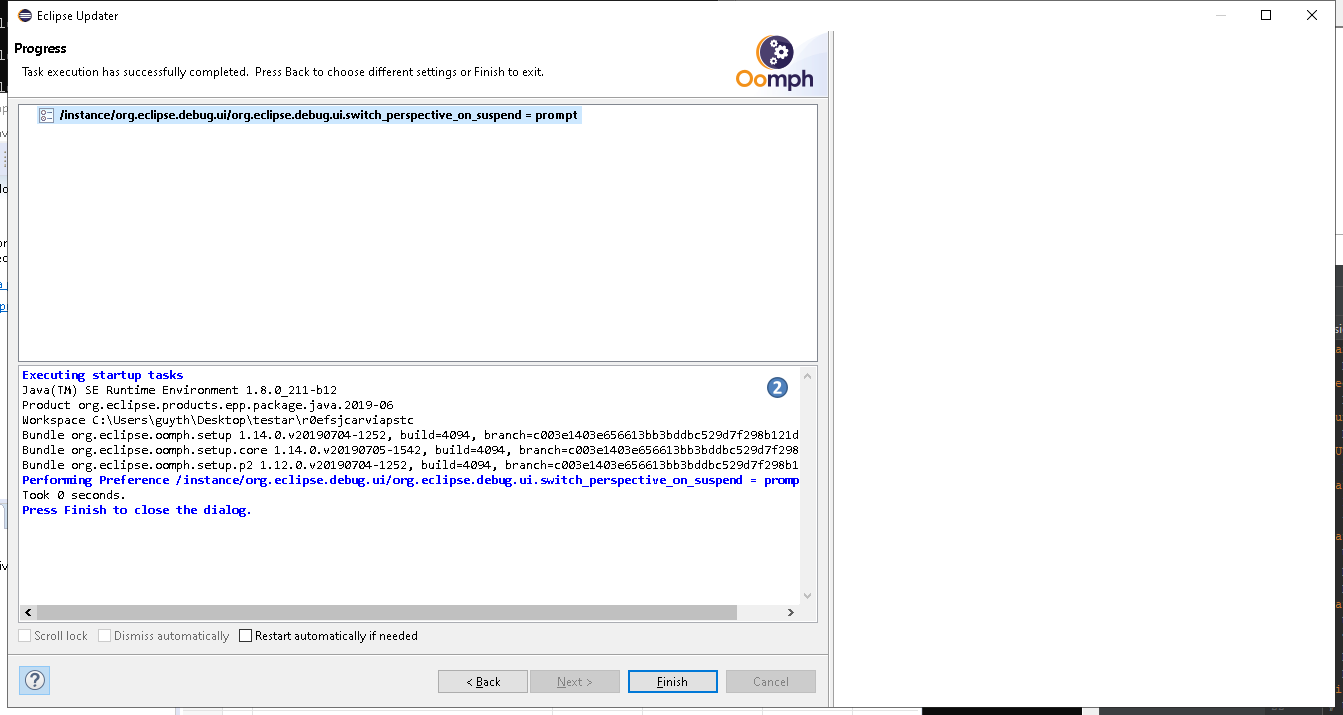 Eclipse Updater
Progress
Task execution has successfully completed. Press Back to choose different settings or Finish to exit.
Oomph
/instance/org.eclipse.debug.ui/org.eclipse.debug.ui.switch_perspective_on_suspend = prompt
Executing startup tasks
2
Java(TM) SE Runtime Environment 1.8.0_211-b12
Product org.eclipse.products.epp.package.java.2019-06
Workspace C:\Users\guyth\Desktop\testar\r0efsjcarviapstc
Bundle org.eclipse.oomph.setup 1.14.0.v20190704-1252, build=4094, branch=c003e1403e656613bb3bddbc529d7f298b121d
Bundle org.eclipse.oomph.setup.core 1.14.0.v20190705-1542, build=4094, branch=c003e1403e656613bb3bddbc529d7f298
Bundle org.eclipse.oomph.setup.p2 1.12.0.v20190704-1252, build=4094, branch=c003e1403e656613bb3bddbc529d7f298b1
Performing Preference /instance/org.eclipse.debug.ui/org.eclipse.debug.ui.switch_perspective_on_suspend = promp
Took 0 seconds.
Press Finish to close the dialog.
Scroll lock Dismiss automatically Restart automatically if needed
? < Back Next > Finish Cancel